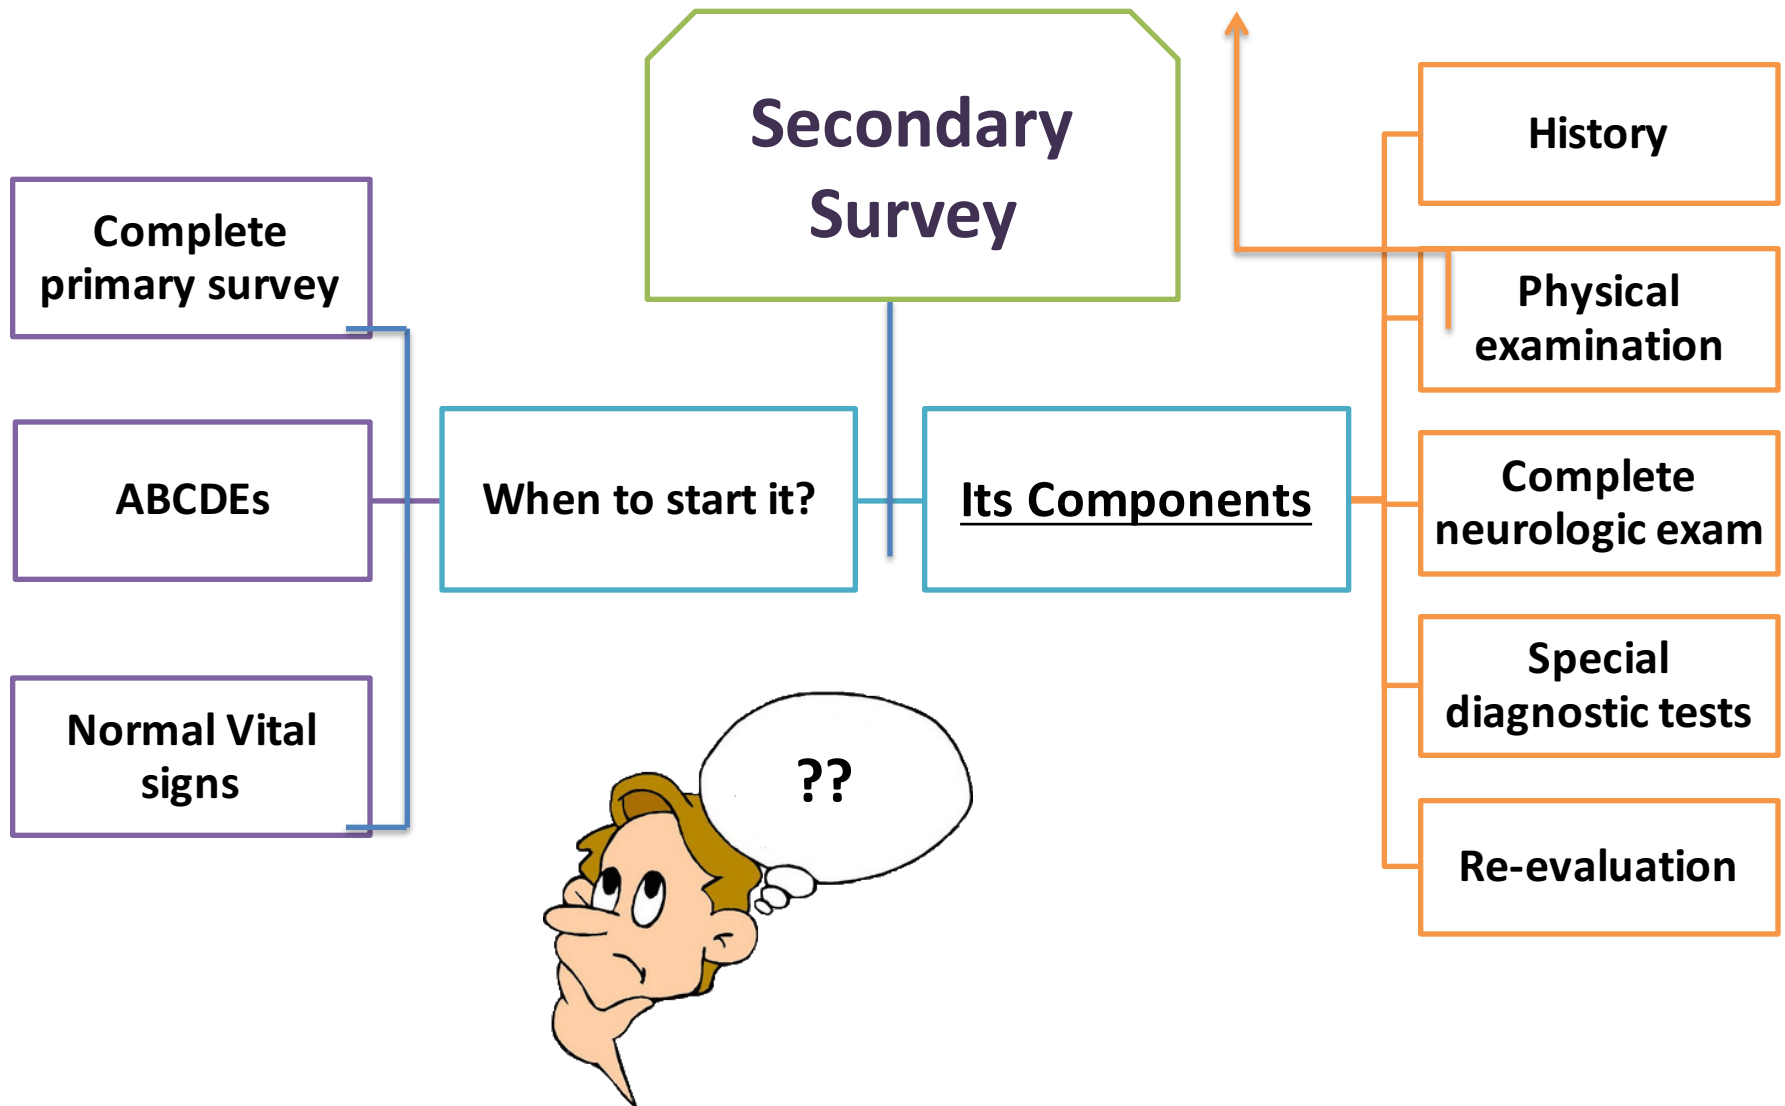 Secondary
Survey
Complete
primary survey
ABCDEs
Normal Vital
signs
When to start it?
Its Components
History
Physical
examination
Complete
neurologic exam
Special
diagnostic tests
Re-evaluation
??